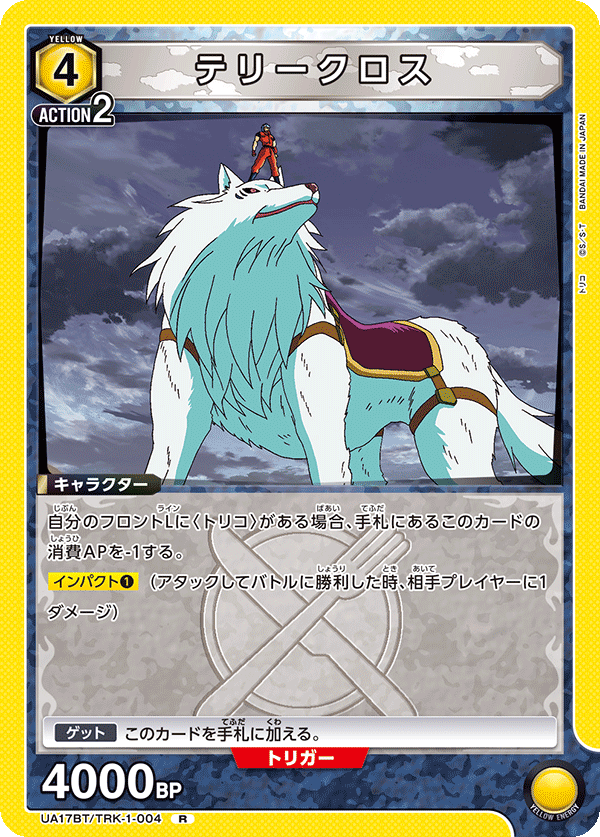 YELLOW
4
ACTION2
テリークロス
トリコ ©S/S・T BANDAI MADE IN JAPAN
キャラクター
自分のフロントLに〈トリコ〉がある場合、手札にあるこのカードの
消費APを-1する。
インパクト❶ (アタックしてバトルに勝利した時、相手プレイヤーに1
ダメージ)
ゲット このカードを手札に加える。
トリガー
4000BP
YELLOW ENERGY
UA17BT/TRK-1-004 R